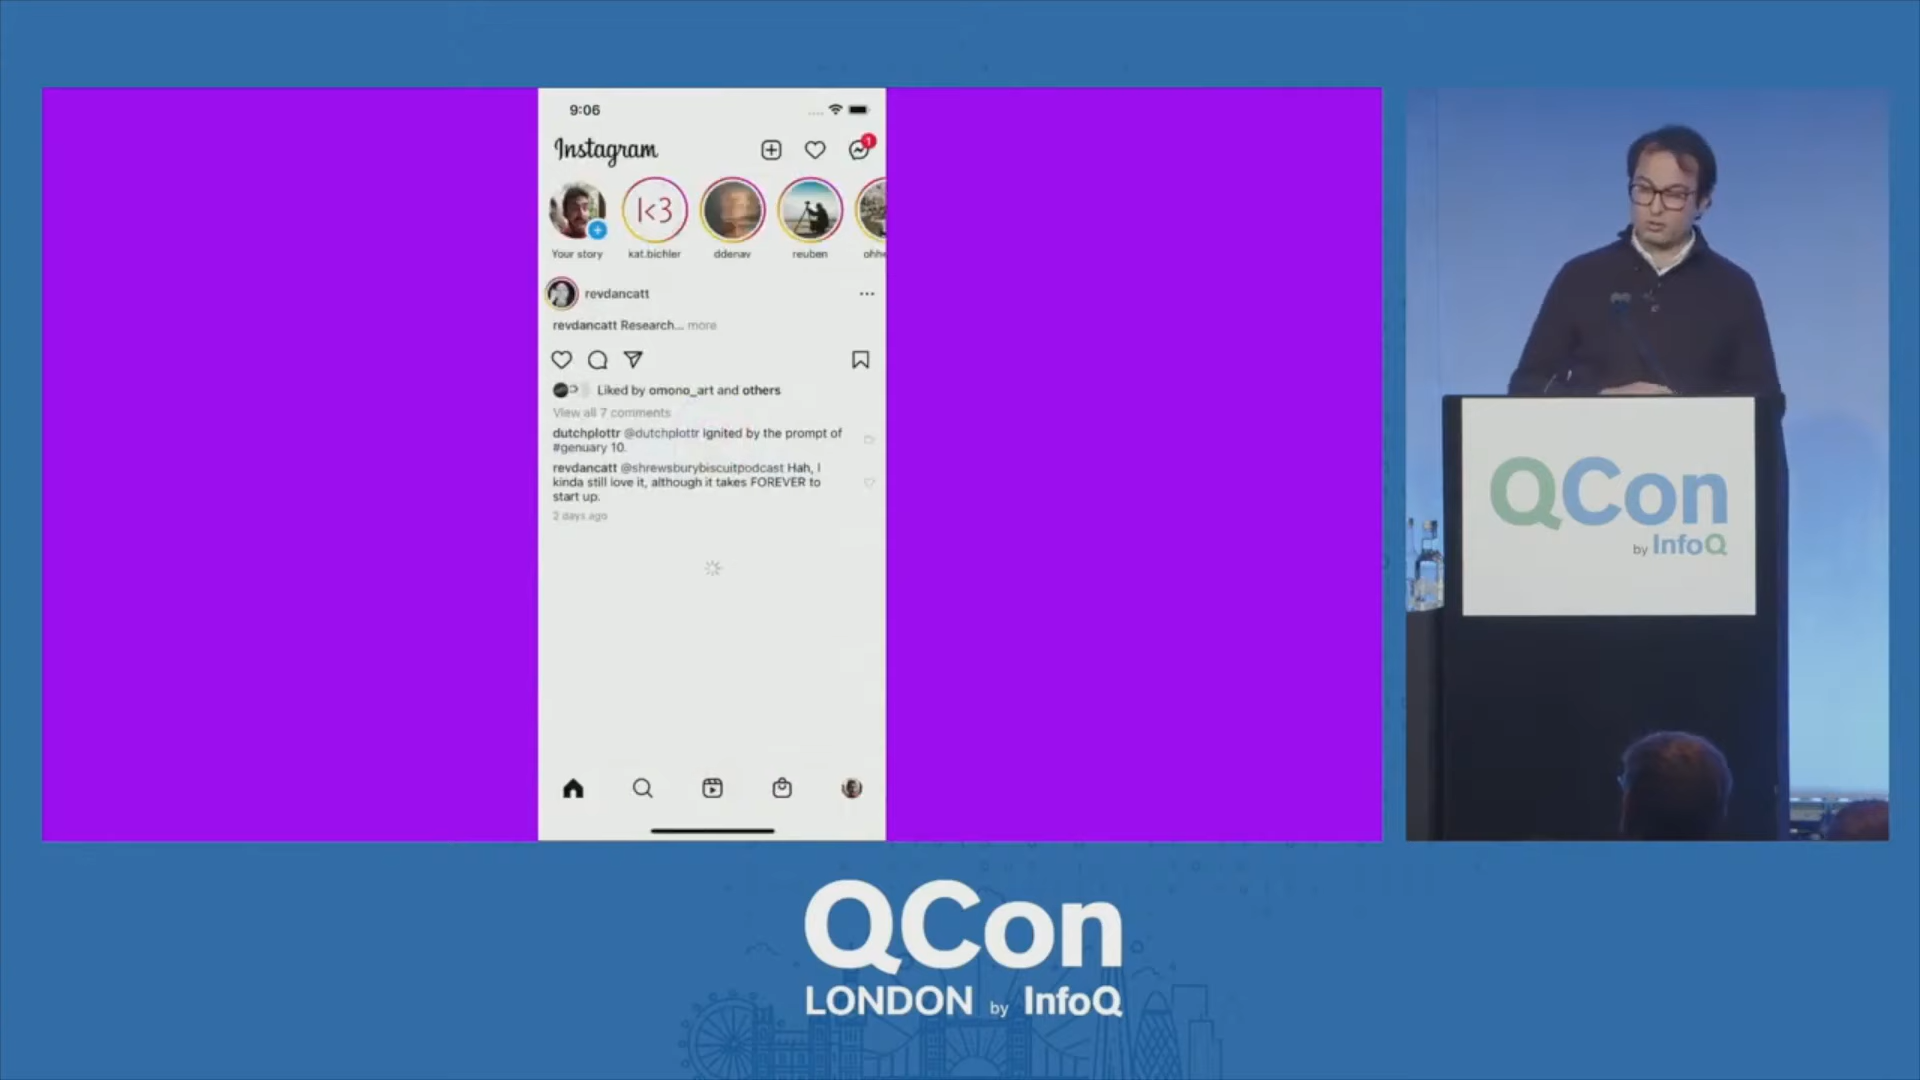 9:06
Instagram
1
|<3
Your story
kat.bichler
ddenav
reuben
revdancatt
revdancatt Research... more
Liked by omono_art and others
View all 7 comments
dutchplottr @dutchplottr ignited by the prompt of
#genuary 10.
revdancatt @shrewsburybiscuitpodcast Hah, I
kinda still love it, although it takes FOREVER to
start up.
2 days ago
QCon
by InfoQ
QCon
LONDON by InfoQ